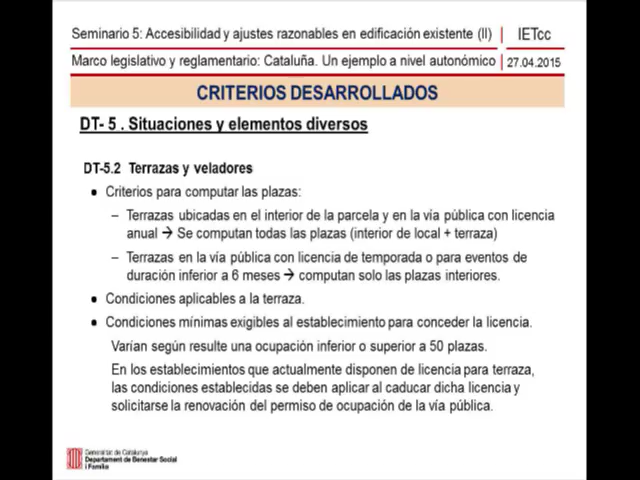 Seminario 5: Accesibilidad y ajustes razonables en edificación existente (II) | IETcc
Marco legislativo y reglamentario: Cataluña. Un ejemplo a nivel autonómico | 27.04.2015
CRITERIOS DESARROLLADOS
DT- 5 . Situaciones y elementos diversos
DT-5.2 Terrazas y veladores
• Criterios para computar las plazas:
– Terrazas ubicadas en el interior de la parcela y en la vía pública con licencia
anual → Se computan todas las plazas (interior de local + terraza)
– Terrazas en la vía pública con licencia de temporada o para eventos de
duración inferior a 6 meses → computan solo las plazas interiores.
• Condiciones aplicables a la terraza.
• Condiciones mínimas exigibles al establecimiento para conceder la licencia.
Varían según resulte una ocupación inferior o superior a 50 plazas.
En los establecimientos que actualmente disponen de licencia para terraza,
las condiciones establecidas se deben aplicar al caducar dicha licencia y
solicitarse la renovación del permiso de ocupación de la vía pública.
Generalitat de Catalunya
Departament de Benestar Social
i Família